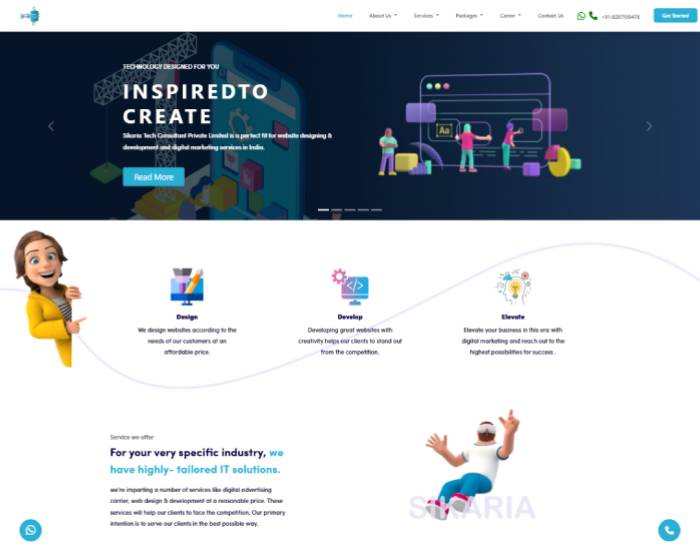 Home About Us Services Packages Career Contact Us Get Started
TECHNOLOGY DESIGNED FOR YOU
INSPIREDTO
CREATE
Sikaria Tech Consultant Private Limited is a perfect fit for website designing &
development and digital marketing services in India.
Read More
Aa
Design
We design websites according to the
needs of our customers at an
affordable price.
Develop
Developing great websites with
creativity helps our clients to stand out
from the competition.
Elevate
Elevate your business in this era with
digital marketing and reach out to the
highest possibilities for success .
Service we offer
For your very specific industry, we
have highly- tailored IT solutions.
we're imparting a number of services like digital advertising
carrier, web design & development at a reasonable price. These
services will help our clients to face the competition. Our primary
intention is to serve our clients in the best possible way.
SIKARIA